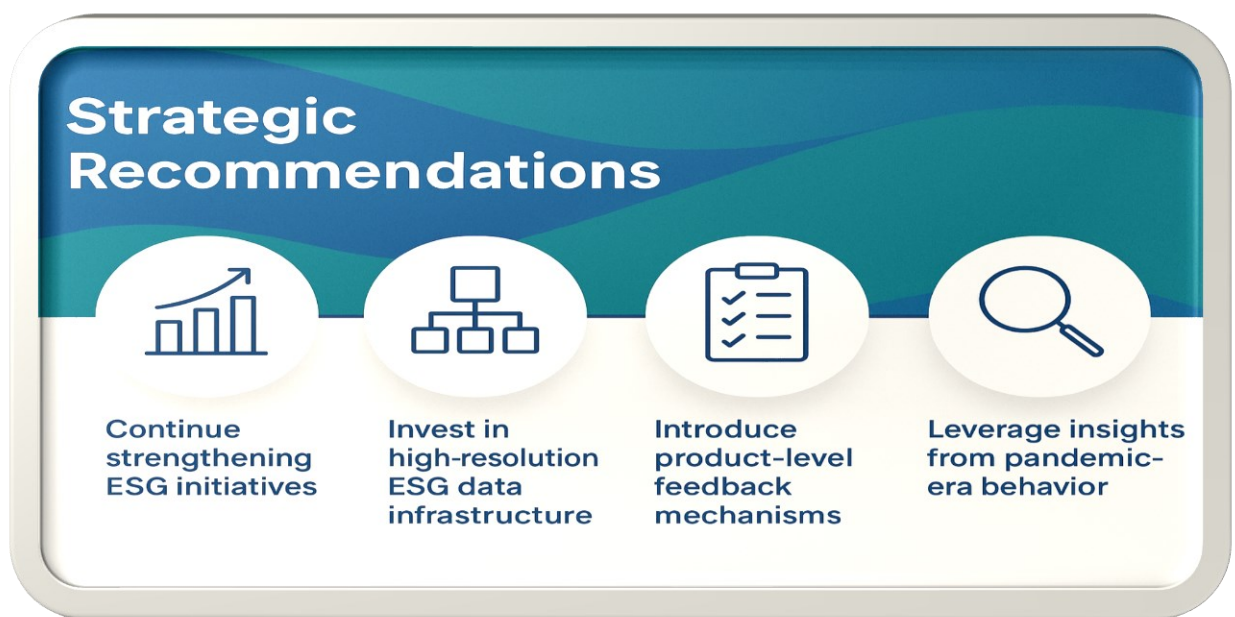 Strategic
Recommendations
Continue
strengthening
ESG initiatives
Invest in
high-resolution
ESG data
infrastructure
Introduce
product-level
feedback
mechanisms
Leverage insights
from pandemic-
era behavior